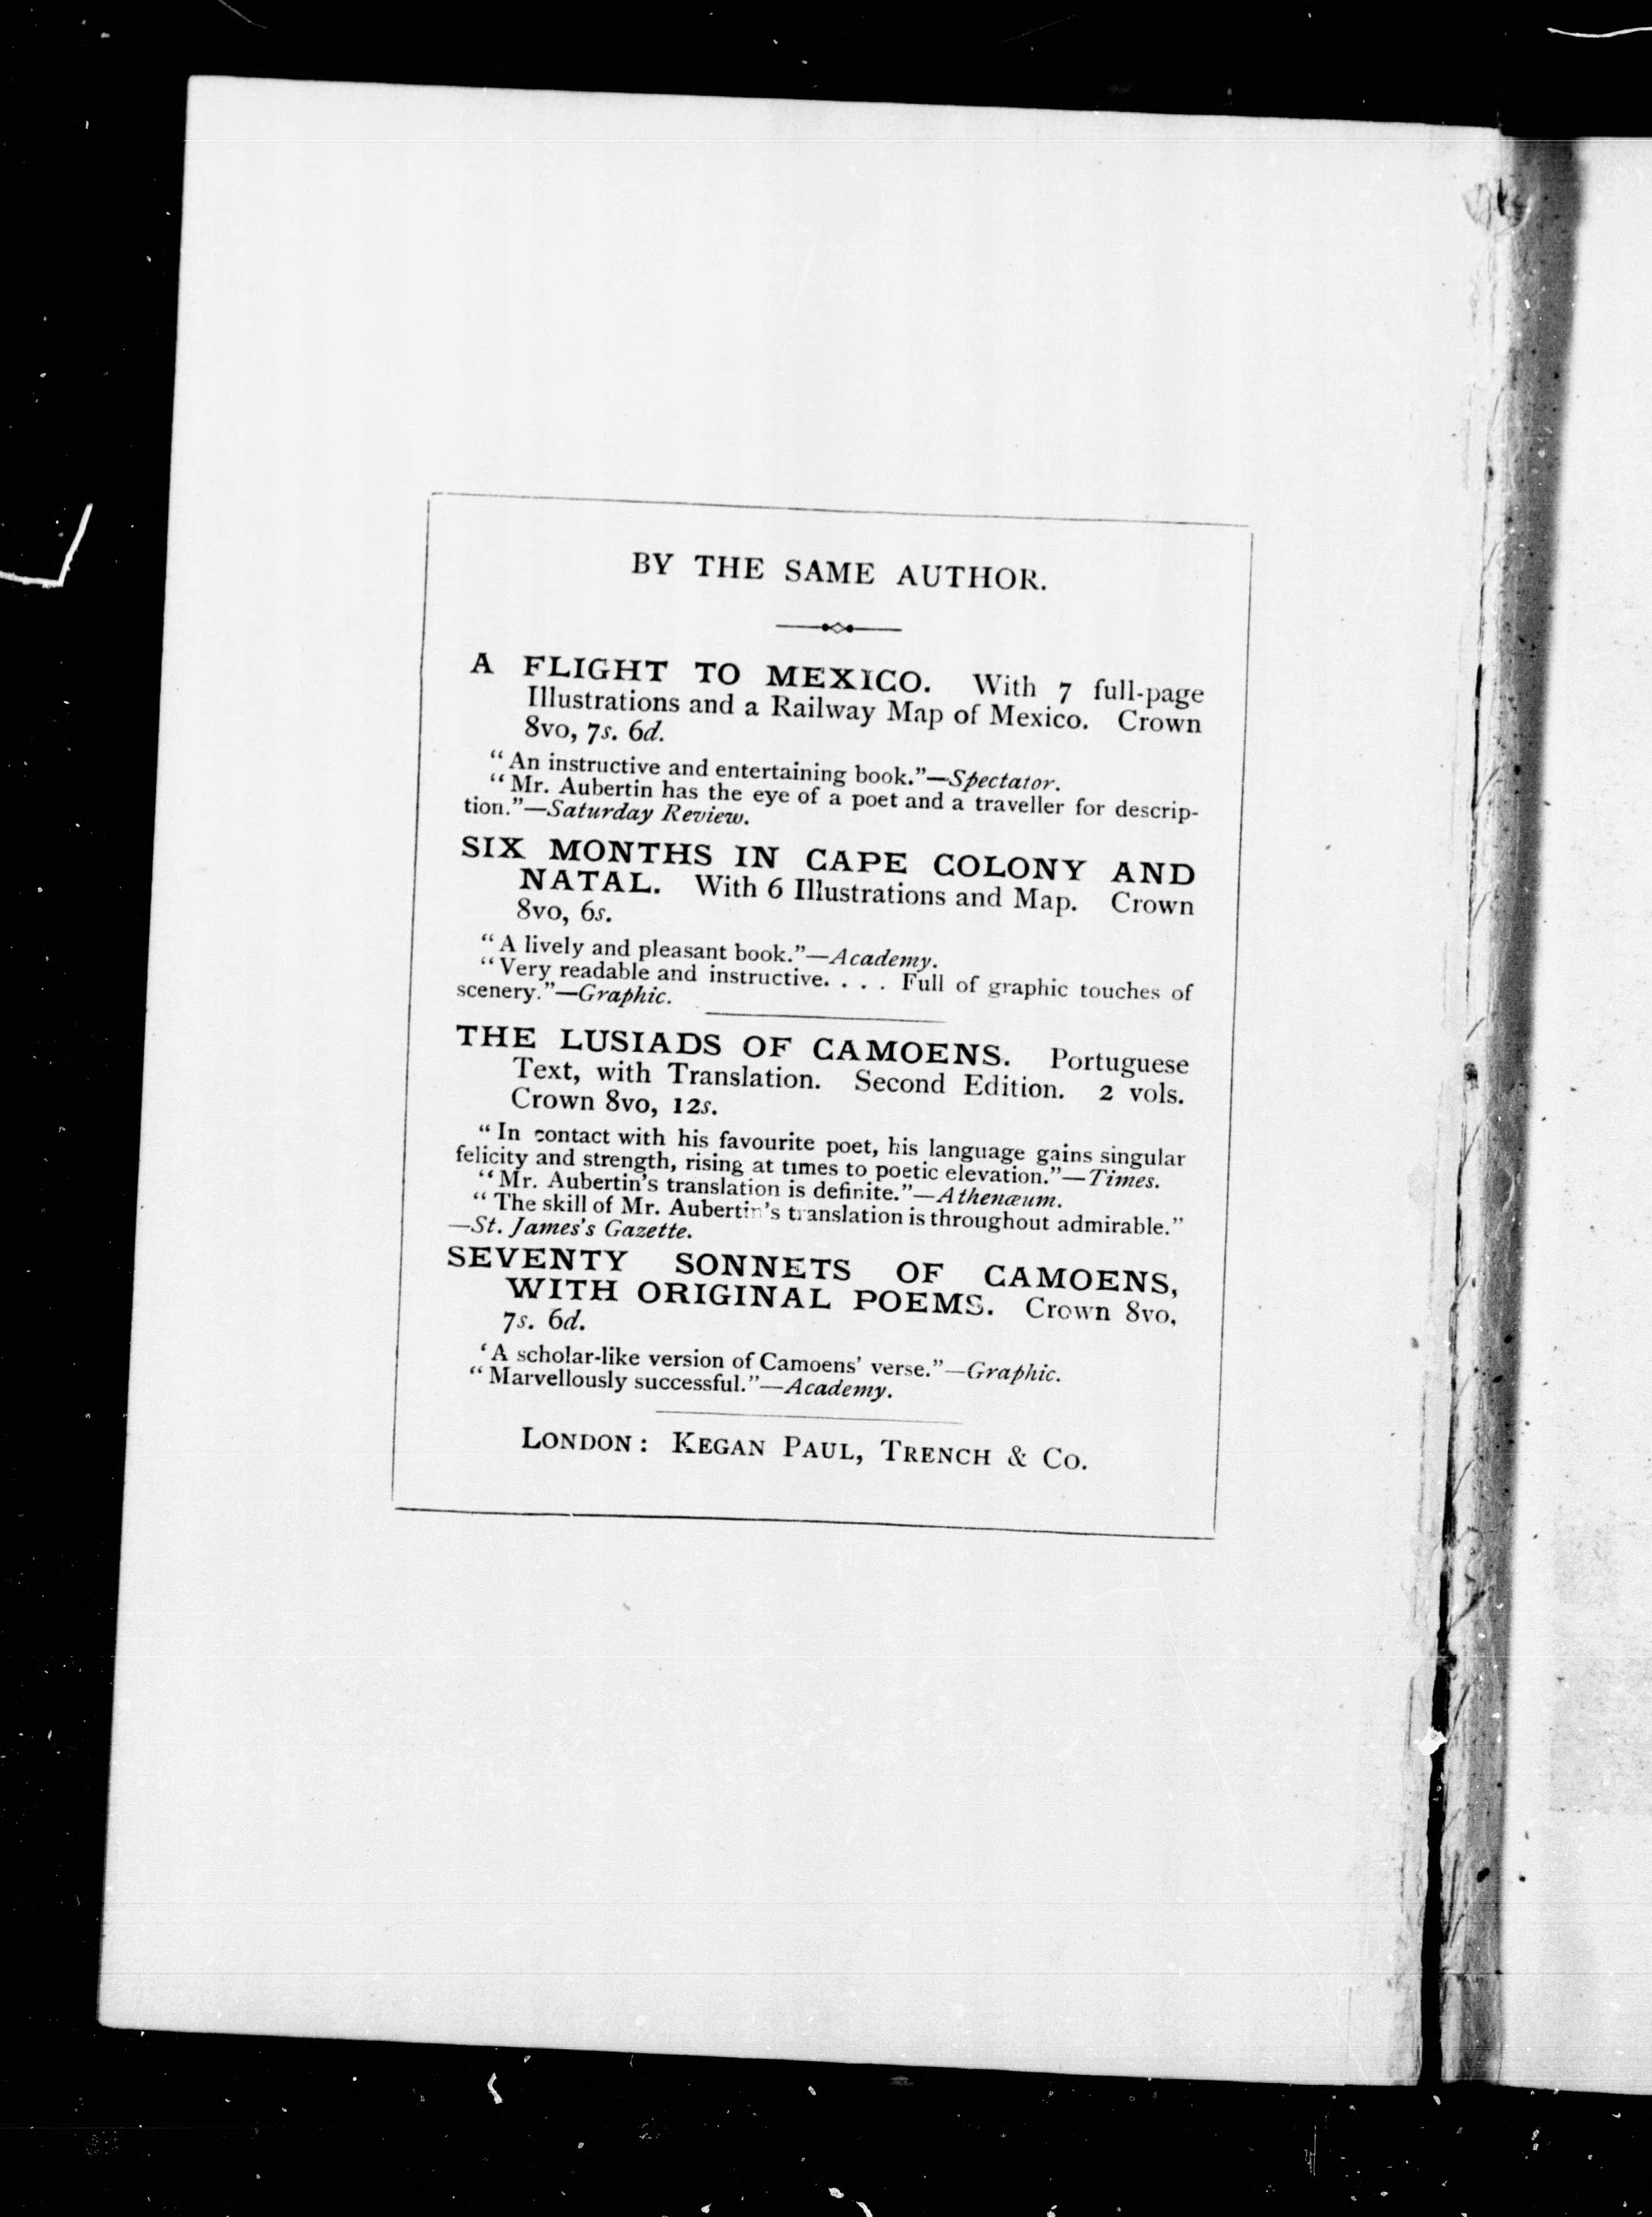 BY THE SAME AUTHOR.
A FLIGHT TO MEXICO. With 7 full-page
Illustrations and a Railway Map of Mexico. Crown
8vo, 7s. 6d.
"An instructive and entertaining book."—Spectator.
"Mr. Aubertin has the eye of a poet and a traveller for descrip-
tion."—Saturday Review.
SIX MONTHS IN CAPE COLONY AND
NATAL. With 6 Illustrations and Map. Crown
8vo, 6s.
"A lively and pleasant book."—Academy.
"Very readable and instructive. . . . Full of graphic touches of
scenery."—Graphic.
THE LUSIADS OF CAMOENS. Portuguese
Text, with Translation. Second Edition. 2 vols.
Crown 8vo, 12s.
"In contact with his favourite poet, his language gains singular
felicity and strength, rising at times to poetic elevation."—Times.
"Mr. Aubertin's translation is definite."—Athenæum.
"The skill of Mr. Aubertin's translation is throughout admirable."
—St. James's Gazette.
SEVENTY SONNETS OF CAMOENS,
WITH ORIGINAL POEMS. Crown 8vo,
7s. 6d.
'A scholar-like version of Camoens' verse."—Graphic.
"Marvellously successful."—Academy.
LONDON: KEGAN PAUL, TRENCH & CO.